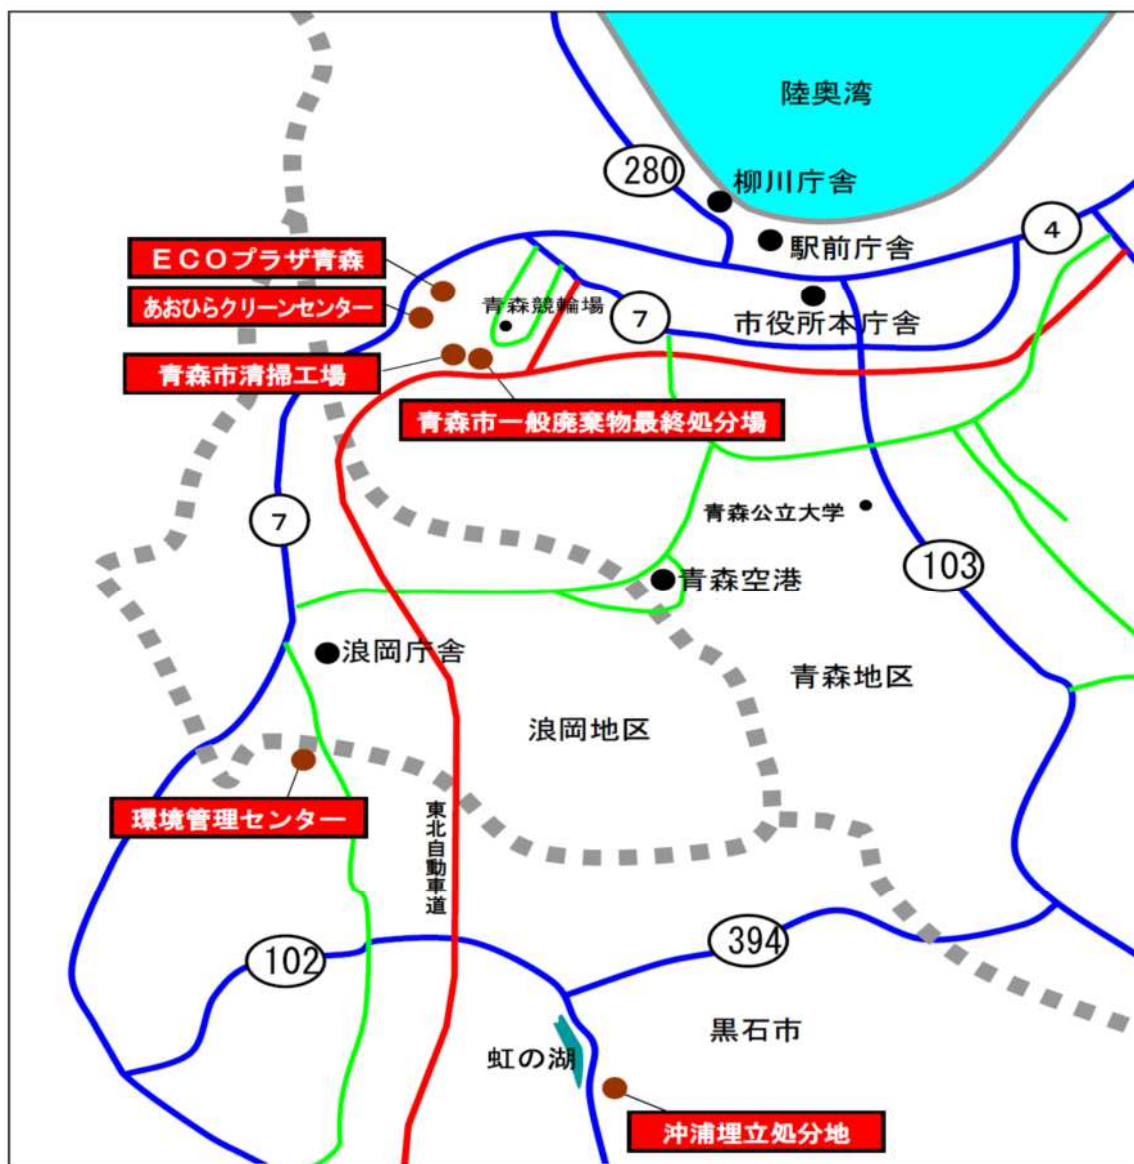 陸奥湾
280
柳川庁舎
4
駅前庁舎
ＥＣＯプラザ青森
あおひらクリーンセンター
青森競輪場
7
市役所本庁舎
青森市清掃工場
青森市一般廃棄物最終処分場
7
青森公立大学
103
青森空港
浪岡庁舎
青森地区
浪岡地区
環境管理センター
東北自動車道
102
394
黒石市
虹の湖
沖浦埋立処分地